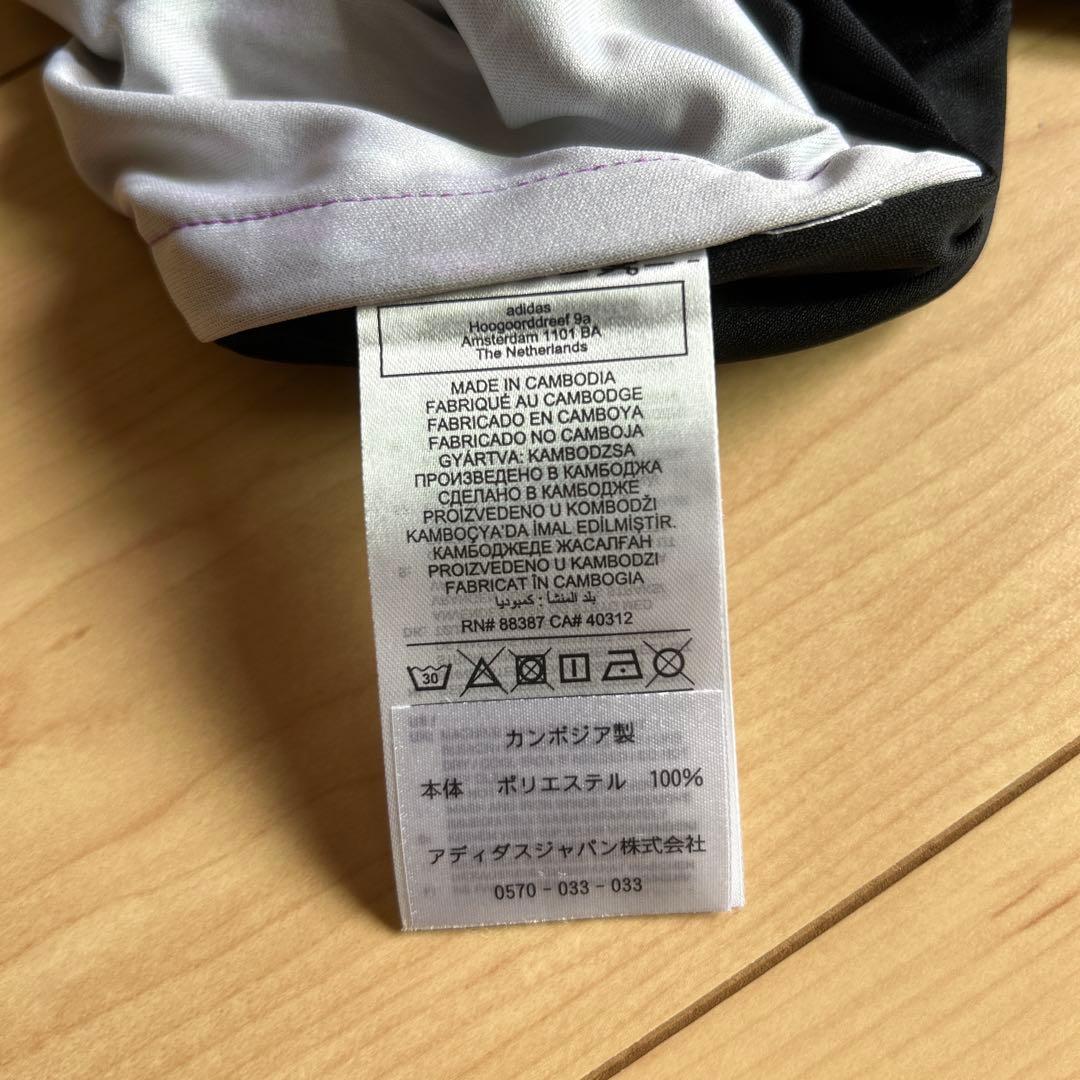 adidas
Hoogoorddreef 9a
Amsterdam 1101 BA
The Netherlands
MADE IN CAMBODIA
FABRIQUÉ AU CAMBODGE
FABRICADO EN CAMBOYA
FABRICADO NO CAMBOJA
GYÁRTVA: KAMBODZSA
ПРОИЗВЕДЕНО В КАМБОДЖА
СДЕЛАНО В КАМБОДЖЕ
PROIZVEDENO U KOMBODŽI
KAMBOÇYA'DA İMAL EDİLMİŞTİR.
КАМБОДЖЕДЕ ЖАСАЛҒАН
PROIZVEDENO U KAMBODZI
FABRICAT ÎN CAMBOGIA
بلد المنشأ : كمبوديا
RN# 88387 CA# 40312
30
カンボジア製
本体 ポリエステル 100%
アディダスジャパン株式会社
0570-033-033